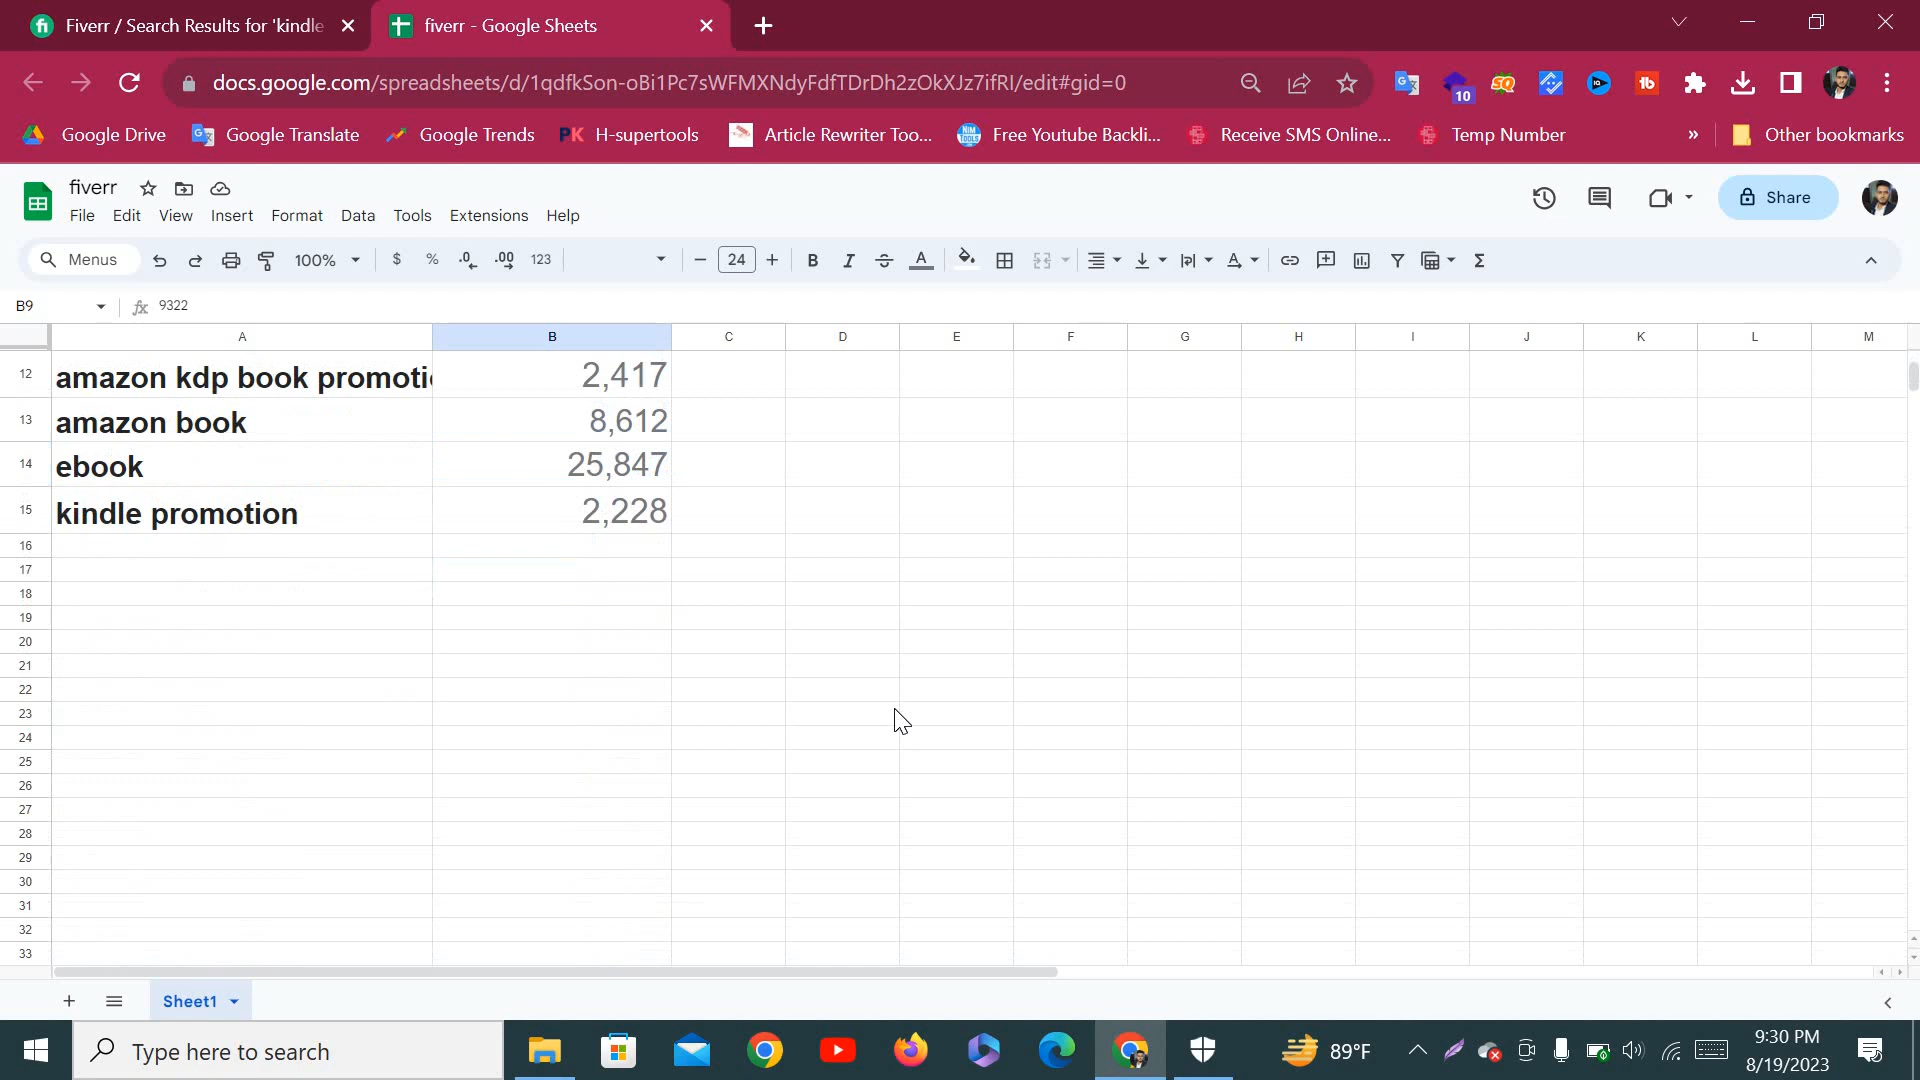 Fiverr / Search Results for 'kindle
fiverr - Google Sheets
docs.google.com/spreadsheets/d/1qdfkSon-oBi1Pc7sWFMXNdyFdfTDrDh2zOkXJz7ifRI/edit#gid=0
10
Google Drive
Google Translate
Google Trends
PK H-supertools
Article Rewriter Too...
Free Youtube Backli...
Receive SMS Online...
Temp Number
»
Other bookmarks
fiverr
File Edit View Insert Format Data Tools Extensions Help
Share
Menus 100% $ % .0 .00 123 24 B I A Σ
B9 fx 9322
A B C D E F G H I J K L M
12 amazon kdp book promoti 2,417
13 amazon book 8,612
14 ebook 25,847
15 kindle promotion 2,228
16
17
18
19
20
21
22
23
24
25
26
27
28
29
30
31
32
33
Sheet1
Type here to search
89°F
9:30 PM
8/19/2023